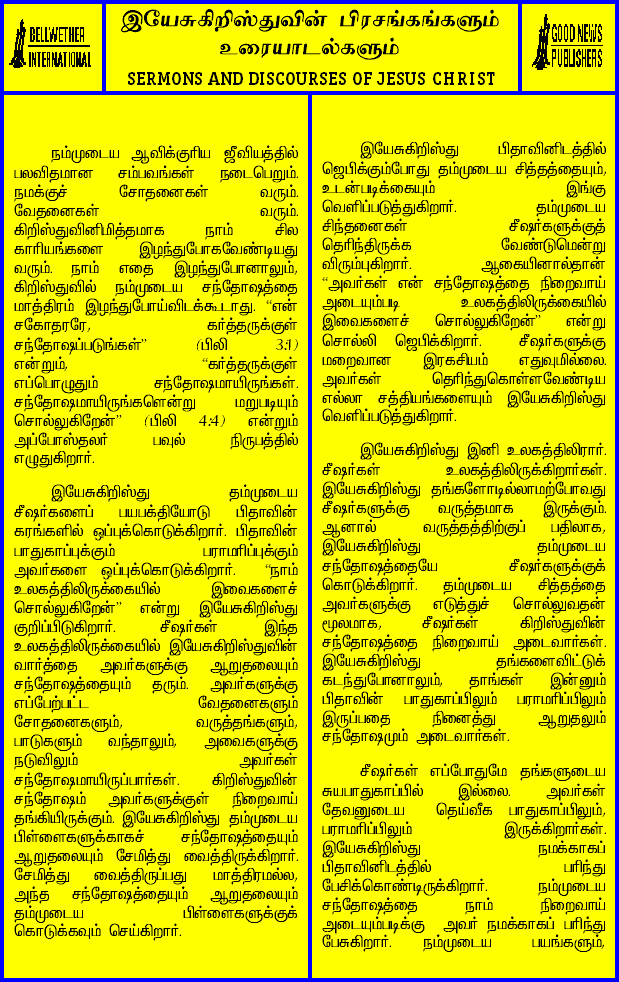 BELLWETHER
INTERNATIONAL
இயேசுகிறிஸ்துவின் பிரசங்கங்களும்
உரையாடல்களும்
SERMONS AND DISCOURSES OF JESUS CHRIST
GOOD NEWS
PUBLISHERS
நம்முடைய ஆவிக்குரிய ஜீவியத்தில்
பலவிதமான சம்பவங்கள் நடைபெறும்.
நமக்குச் சோதனைகள் வரும்.
வேதனைகள் வரும்.
கிறிஸ்துவினிமித்தமாக நாம் சில
காரியங்களை இழந்துபோகவேண்டியது
வரும். நாம் எதை இழந்துபோனாலும்,
கிறிஸ்துவில் நம்முடைய சந்தோஷத்தை
மாத்திரம் இழந்துபோய்விடக்கூடாது. “என்
சகோதரரே, கர்த்தருக்குள்
சந்தோஷப்படுங்கள்” (பிலி 3:1)
என்றும், “கர்த்தருக்குள்
எப்பொழுதும் சந்தோஷமாயிருங்கள்.
சந்தோஷமாயிருங்களென்று மறுபடியும்
சொல்லுகிறேன்” (பிலி 4:4) என்றும்
அப்போஸ்தலர் பவுல் நிருபத்தில்
எழுதுகிறார்.
இயேசுகிறிஸ்து தம்முடைய
சீஷர்களைப் பயபக்தியோடு பிதாவின்
கரங்களில் ஒப்புக்கொடுக்கிறார். பிதாவின்
பாதுகாப்புக்கும் பராமரிப்புக்கும்
அவர்களை ஒப்புக்கொடுக்கிறார். “நாம்
உலகத்திலிருக்கையில் இவைகளைச்
சொல்லுகிறேன்” என்று இயேசுகிறிஸ்து
குறிப்பிடுகிறார். சீஷர்கள் இந்த
உலகத்திலிருக்கையில் இயேசுகிறிஸ்துவின்
வார்த்தை அவர்களுக்கு ஆறுதலையும்
சந்தோஷத்தையும் தரும். அவர்களுக்கு
எப்பேற்பட்ட வேதனைகளும்
சோதனைகளும், வருத்தங்களும்,
பாடுகளும் வந்தாலும், அவைகளுக்கு
நடுவிலும் அவர்கள்
சந்தோஷமாயிருப்பார்கள். கிறிஸ்துவின்
சந்தோஷம் அவர்களுக்குள் நிறைவாய்
தங்கியிருக்கும். இயேசுகிறிஸ்து தம்முடைய
பிள்ளைகளுக்காகச் சந்தோஷத்தையும்
ஆறுதலையும் சேமித்து வைத்திருக்கிறார்.
சேமித்து வைத்திருப்பது மாத்திரமல்ல,
அந்த சந்தோஷத்தையும் ஆறுதலையும்
தம்முடைய பிள்ளைகளுக்குக்
கொடுக்கவும் செய்கிறார்.
இயேசுகிறிஸ்து பிதாவினிடத்தில்
ஜெபிக்கும்போது தம்முடைய சித்தத்தையும்,
உடன்படிக்கையும் இங்கு
வெளிப்படுத்துகிறார். தம்முடைய
சிந்தனைகள் சீஷர்களுக்குத்
தெரிந்திருக்க வேண்டுமென்று
விரும்புகிறார். ஆகையினால்தான்
“அவர்கள் என் சந்தோஷத்தை நிறைவாய்
அடையும்படி உலகத்திலிருக்கையில்
இவைகளைச் சொல்லுகிறேன்” என்று
சொல்லி ஜெபிக்கிறார். சீஷர்களுக்கு
மறைவான இரகசியம் எதுவுமில்லை.
அவர்கள் தெரிந்துகொள்ளவேண்டிய
எல்லா சத்தியங்களையும் இயேசுகிறிஸ்து
வெளிப்படுத்துகிறார்.
இயேசுகிறிஸ்து இனி உலகத்திலிரார்.
சீஷர்கள் உலகத்திலிருக்கிறார்கள்.
இயேசுகிறிஸ்து தங்களோடில்லாமற்போவது
சீஷர்களுக்கு வருத்தமாக இருக்கும்.
ஆனால் வருத்தத்திற்குப் பதிலாக,
இயேசுகிறிஸ்து தம்முடைய
சந்தோஷத்தையே சீஷர்களுக்குக்
கொடுக்கிறார். தம்முடைய சித்தத்தை
அவர்களுக்கு எடுத்துச் சொல்லுவதன்
மூலமாக, சீஷர்கள் கிறிஸ்துவின்
சந்தோஷத்தை நிறைவாய் அடைவார்கள்.
இயேசுகிறிஸ்து தங்களைவிட்டுக்
கடந்துபோனாலும், தாங்கள் இன்னும்
பிதாவின் பாதுகாப்பிலும் பராமரிப்பிலும்
இருப்பதை நினைத்து ஆறுதலும்
சந்தோஷமும் அடைவார்கள்.
சீஷர்கள் எப்போதுமே தங்களுடைய
சுயபாதுகாப்பில் இல்லை. அவர்கள்
தேவனுடைய தெய்வீக பாதுகாப்பிலும்,
பராமரிப்பிலும் இருக்கிறார்கள்.
இயேசுகிறிஸ்து நமக்காகப்
பிதாவினிடத்தில் பரிந்து
பேசிக்கொண்டிருக்கிறார். நம்முடைய
சந்தோஷத்தை நாம் நிறைவாய்
அடையும்படிக்கு அவர் நமக்காகப் பரிந்து
பேசுகிறார். நம்முடைய பயங்களும்,